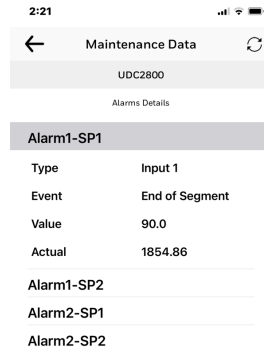 2:21
Maintenance Data
UDC2800
Alarms Details
Alarm1-SP1
Type Input 1
Event End of Segment
Value 90.0
Actual 1854.86
Alarm1-SP2
Alarm2-SP1
Alarm2-SP2